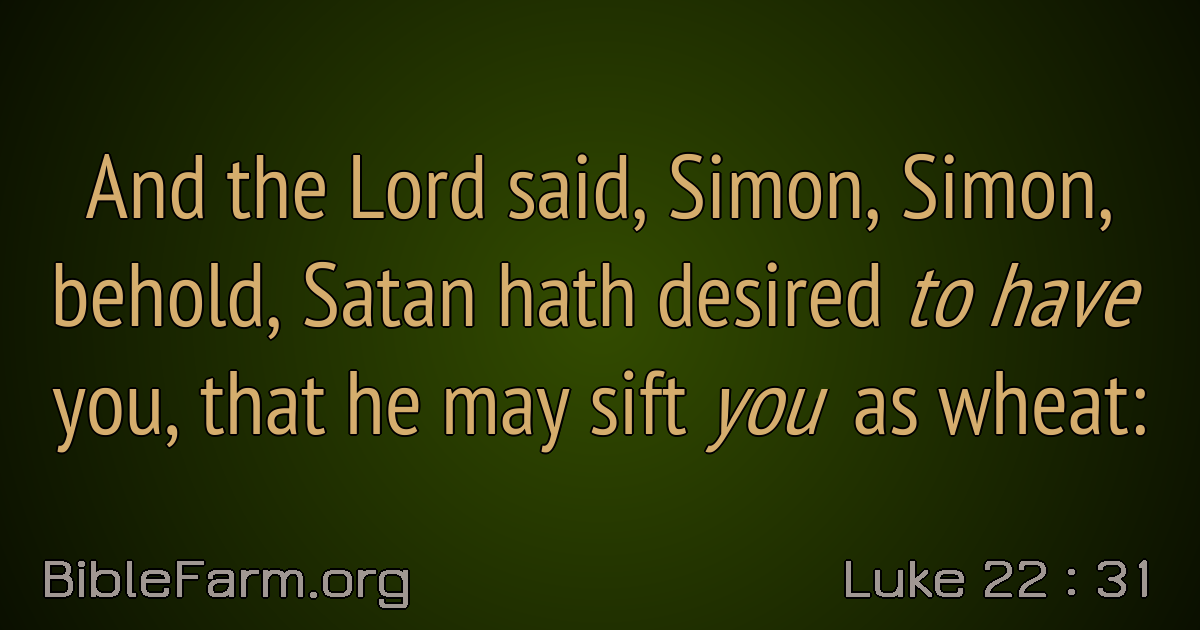 And the Lord said, Simon, Simon,
behold, Satan hath desired to have
you, that he may sift you as wheat:
BibleFarm.org
Luke 22 : 31